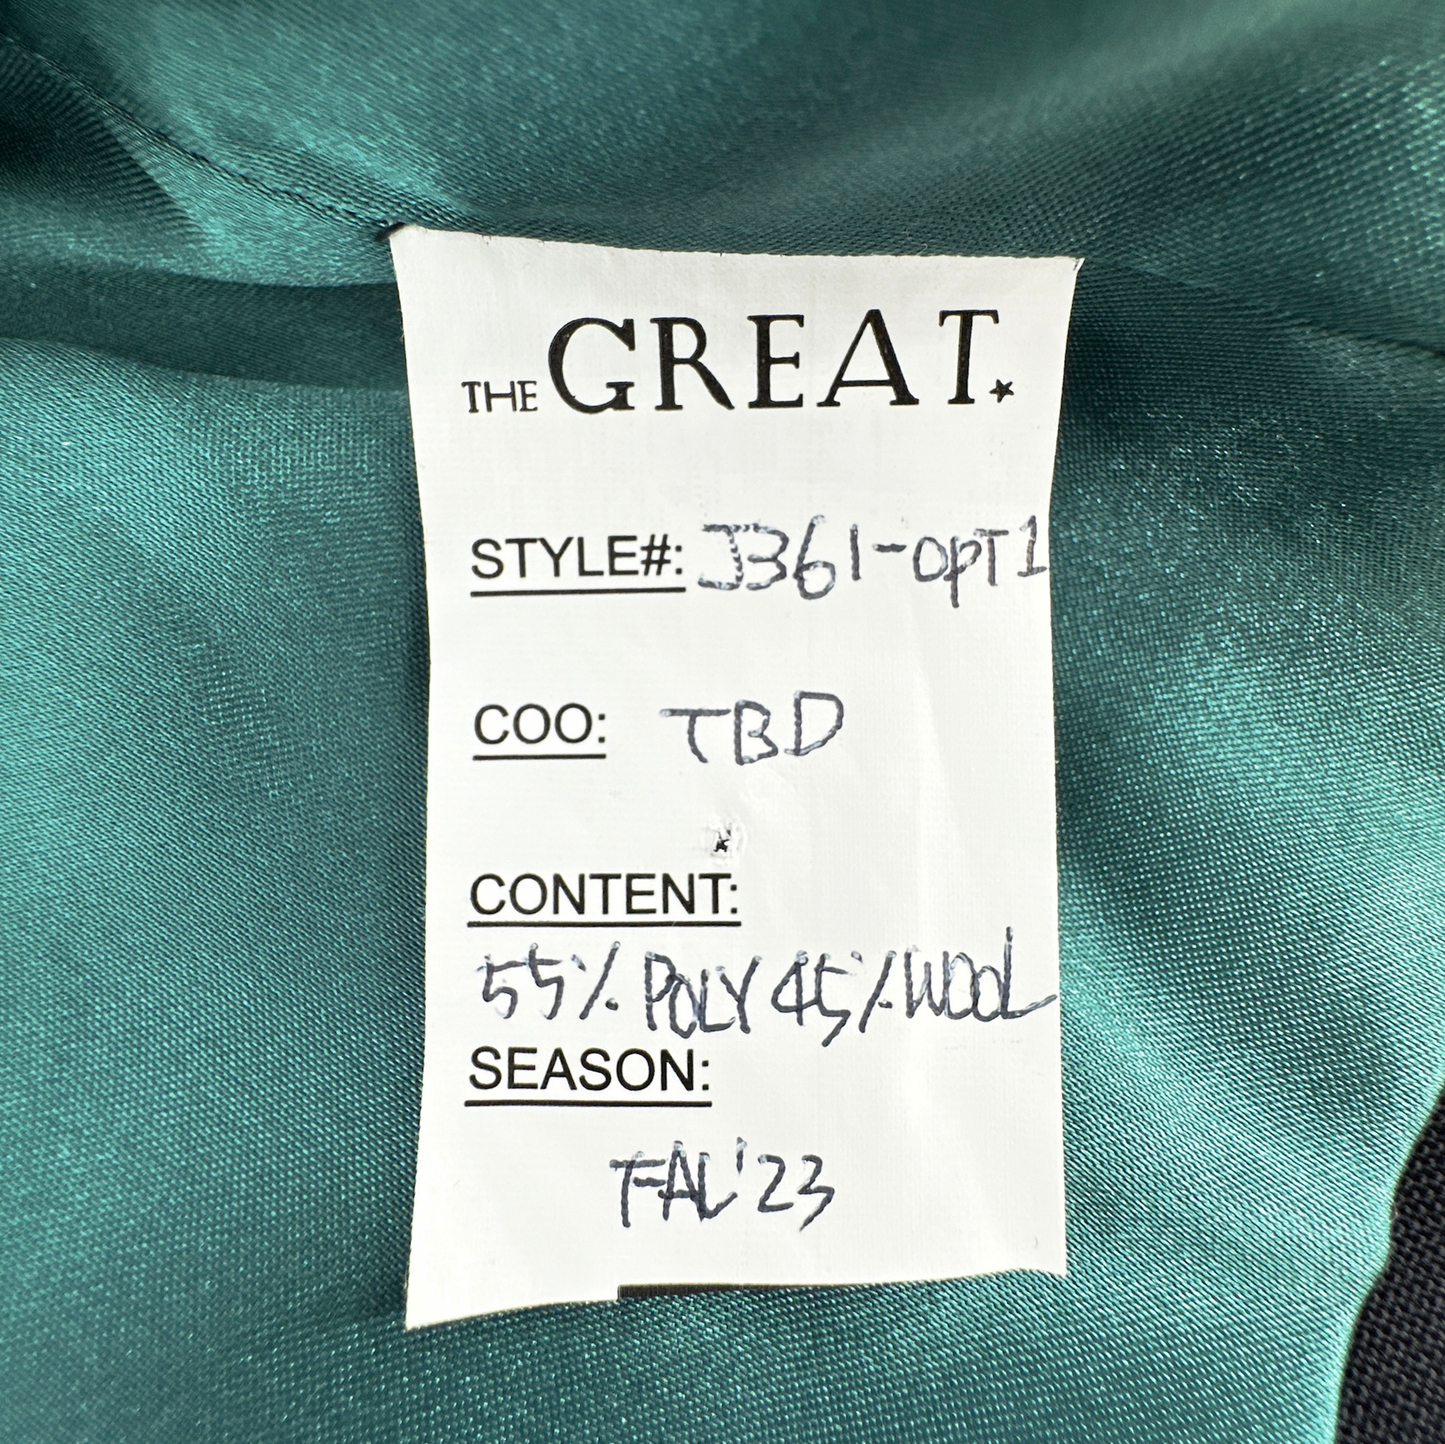 THE GREAT.
STYLE#: J361-OPT1
COO: TBD
CONTENT:
55% POLY 45% WOOL
SEASON:
FAL'23